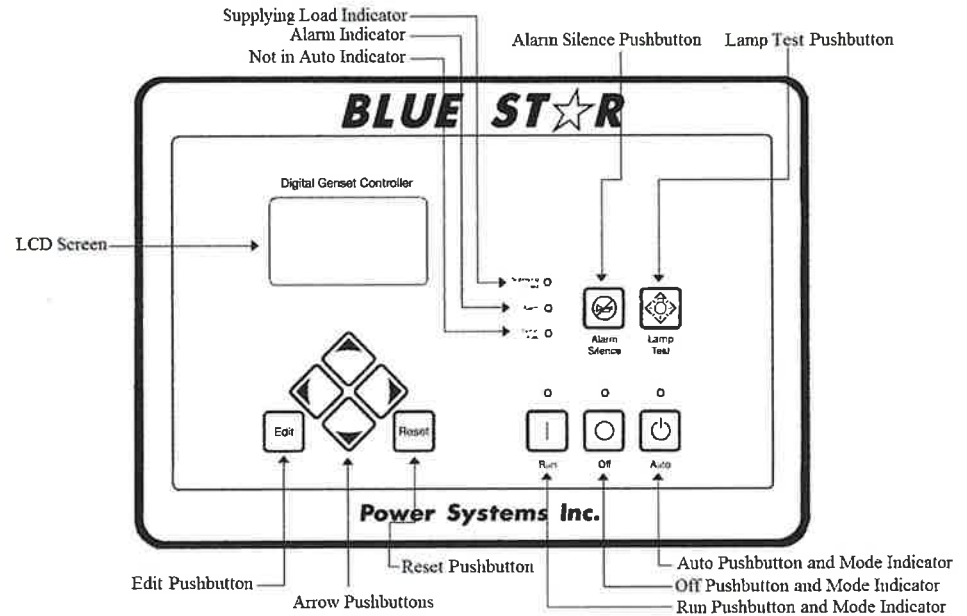 Supplying Load Indicator
Alarm Indicator
Not in Auto Indicator
Alarm Silence Pushbutton
Lamp Test Pushbutton
BLUE ST☆R
Digital Genset Controller
LCD Screen
Alarm
Silence
Lamp
Test
Edit
Reset
Run
Off
Auto
Power Systems Inc.
Edit Pushbutton
Arrow Pushbuttons
Reset Pushbutton
Auto Pushbutton and Mode Indicator
Off Pushbutton and Mode Indicator
Run Pushbutton and Mode Indicator